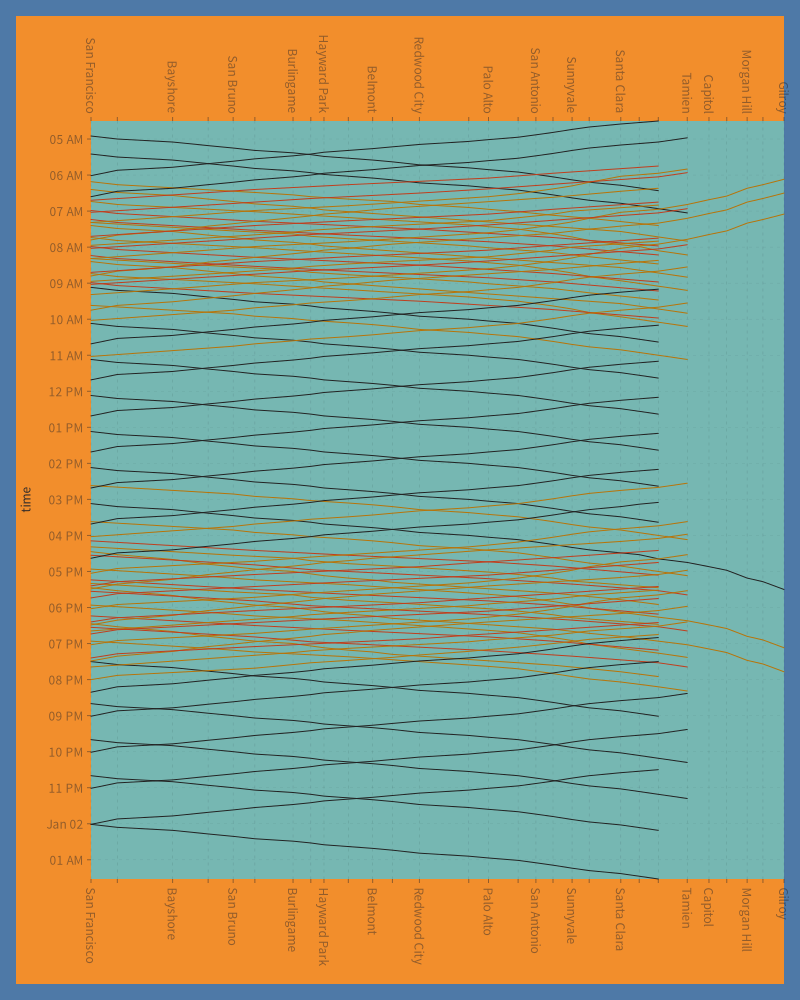 San Francisco
Bayshore
San Bruno
Burlingame
Hayward Park
Belmont
Redwood City
Palo Alto
San Antonio
Sunnyvale
Santa Clara
Tamien
Capitol
Morgan Hill
Gilroy
05 AM
06 AM
07 AM
08 AM
09 AM
10 AM
11 AM
12 PM
01 PM
02 PM
time
03 PM
04 PM
05 PM
06 PM
07 PM
08 PM
09 PM
10 PM
11 PM
Jan 02
01 AM
San Francisco
Bayshore
San Bruno
Burlingame
Hayward Park
Belmont
Redwood City
Palo Alto
San Antonio
Sunnyvale
Santa Clara
Tamien
Capitol
Morgan Hill
Gilroy